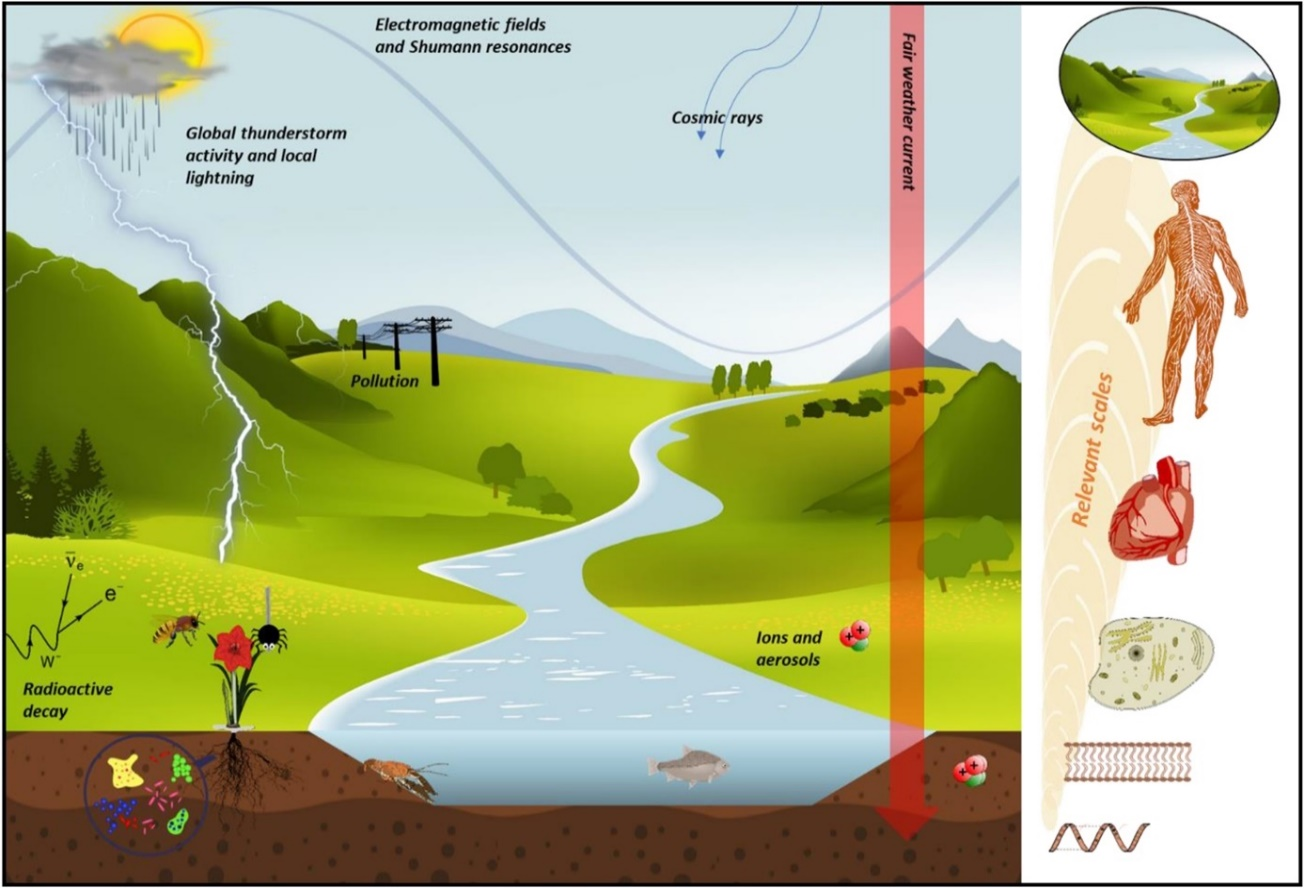 Electromagnetic fields
and Shumann resonances
Cosmic rays
Fair weather current
Global thunderstorm
activity and local
lightning
Pollution
Relevant scales
ν̅e
e⁻
W⁻
Ions and
aerosols
Radioactive
decay
+ +
+ +